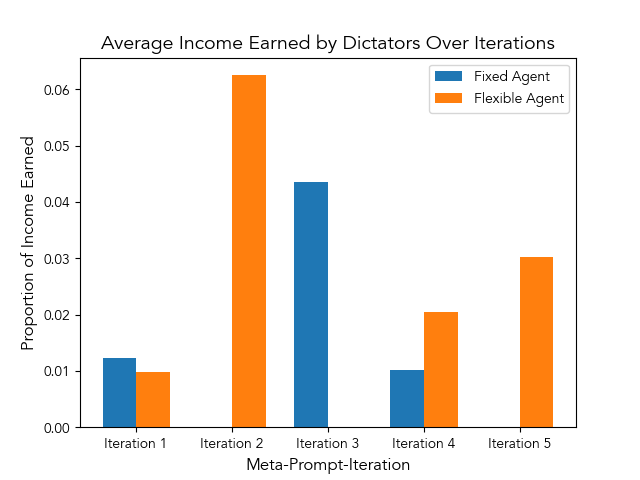 Average Income Earned by Dictators Over Iterations
Fixed Agent
Flexible Agent
Proportion of Income Earned
0.06
0.05
0.04
0.03
0.02
0.01
0.00
Iteration 1 Iteration 2 Iteration 3 Iteration 4 Iteration 5
Meta-Prompt-Iteration